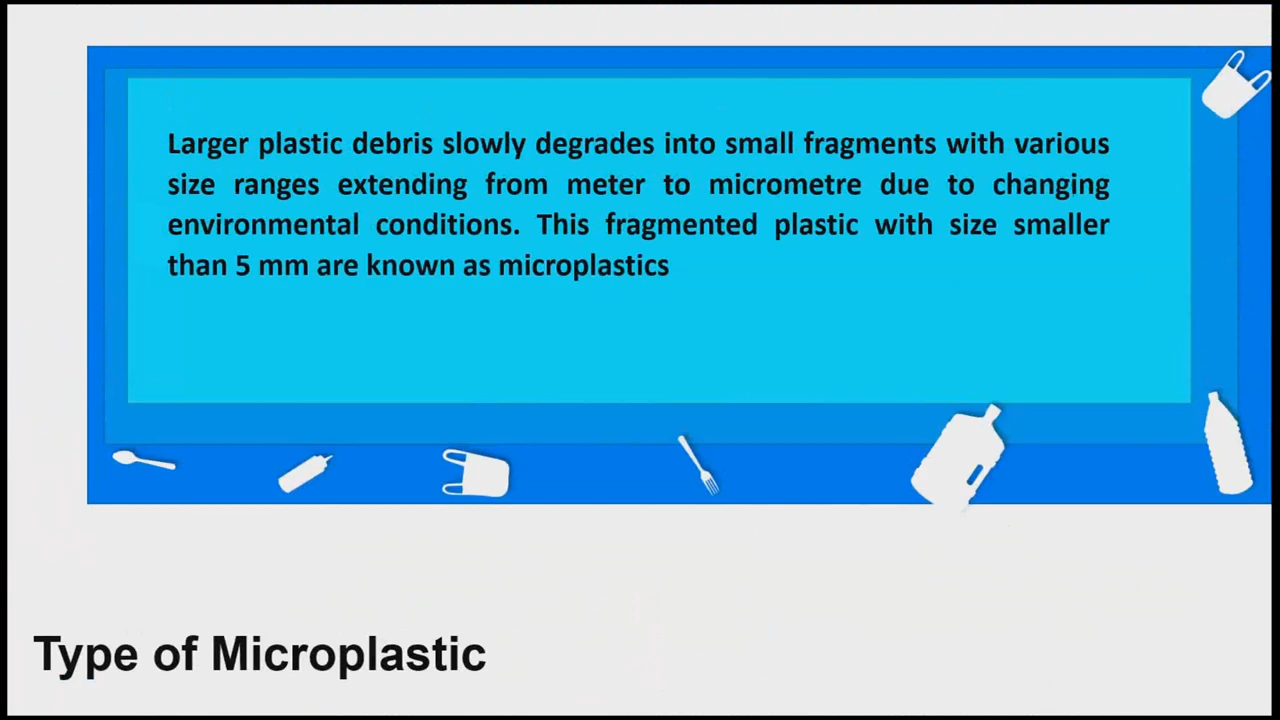 Larger plastic debris slowly degrades into small fragments with various
size ranges extending from meter to micrometre due to changing
environmental conditions. This fragmented plastic with size smaller
than 5 mm are known as microplastics
Type of Microplastic